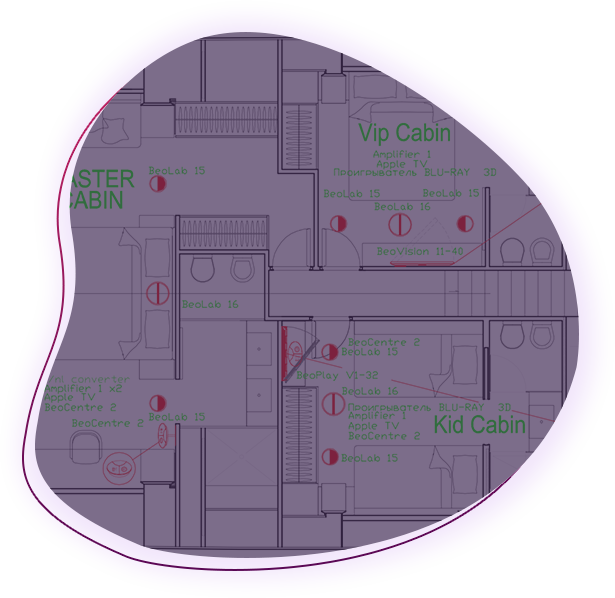 Vip Cabin
Amplifier 1
Apple TV
Проигрыватель BLU-RAY 3D
BeoLab 15
BeoLab 15
BeoLab 16
BeoVision 11-40
BeoLab 15
ASTER
CABIN
BeoLab 16
converter
Amplifier 1 x2
Apple TV
BeoCentre 2
BeoLab 15
BeoCentre 2
BeoCentre 2
BeoLab 15
BeoPlay V1-32
BeoLab 16
Проигрыватель BLU-RAY 3D
Amplifier 1
Apple TV
BeoCentre 2
Kid Cabin
BeoLab 15